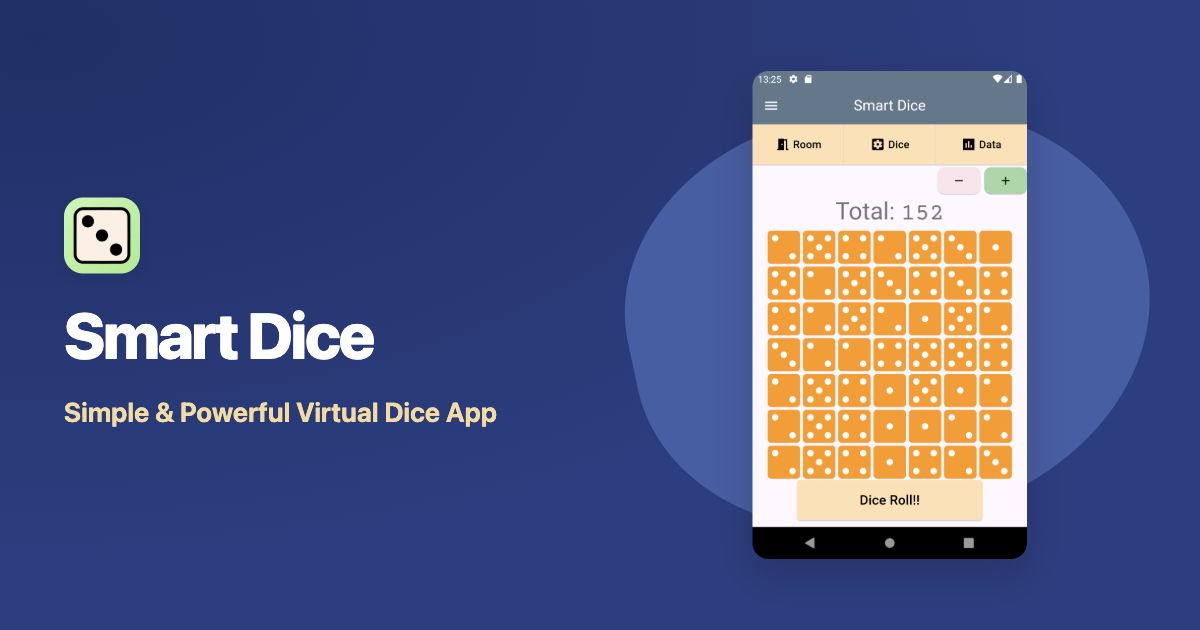 13:25
Smart Dice
Room Dice Data
− +
Total: 152
Smart Dice
Simple & Powerful Virtual Dice App
Dice Roll!!